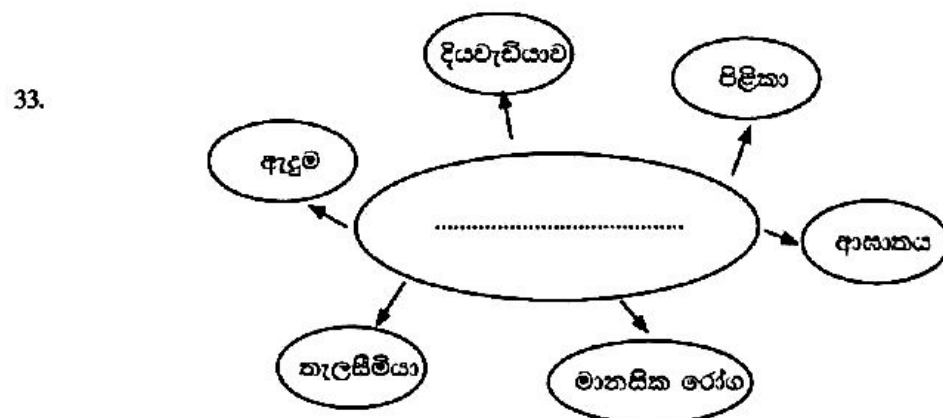 33.
දියවැඩියාව
පිළිකා
ඇදුම
..........................................
ආඝාතය
තැලසීමියා
මානසික රෝග